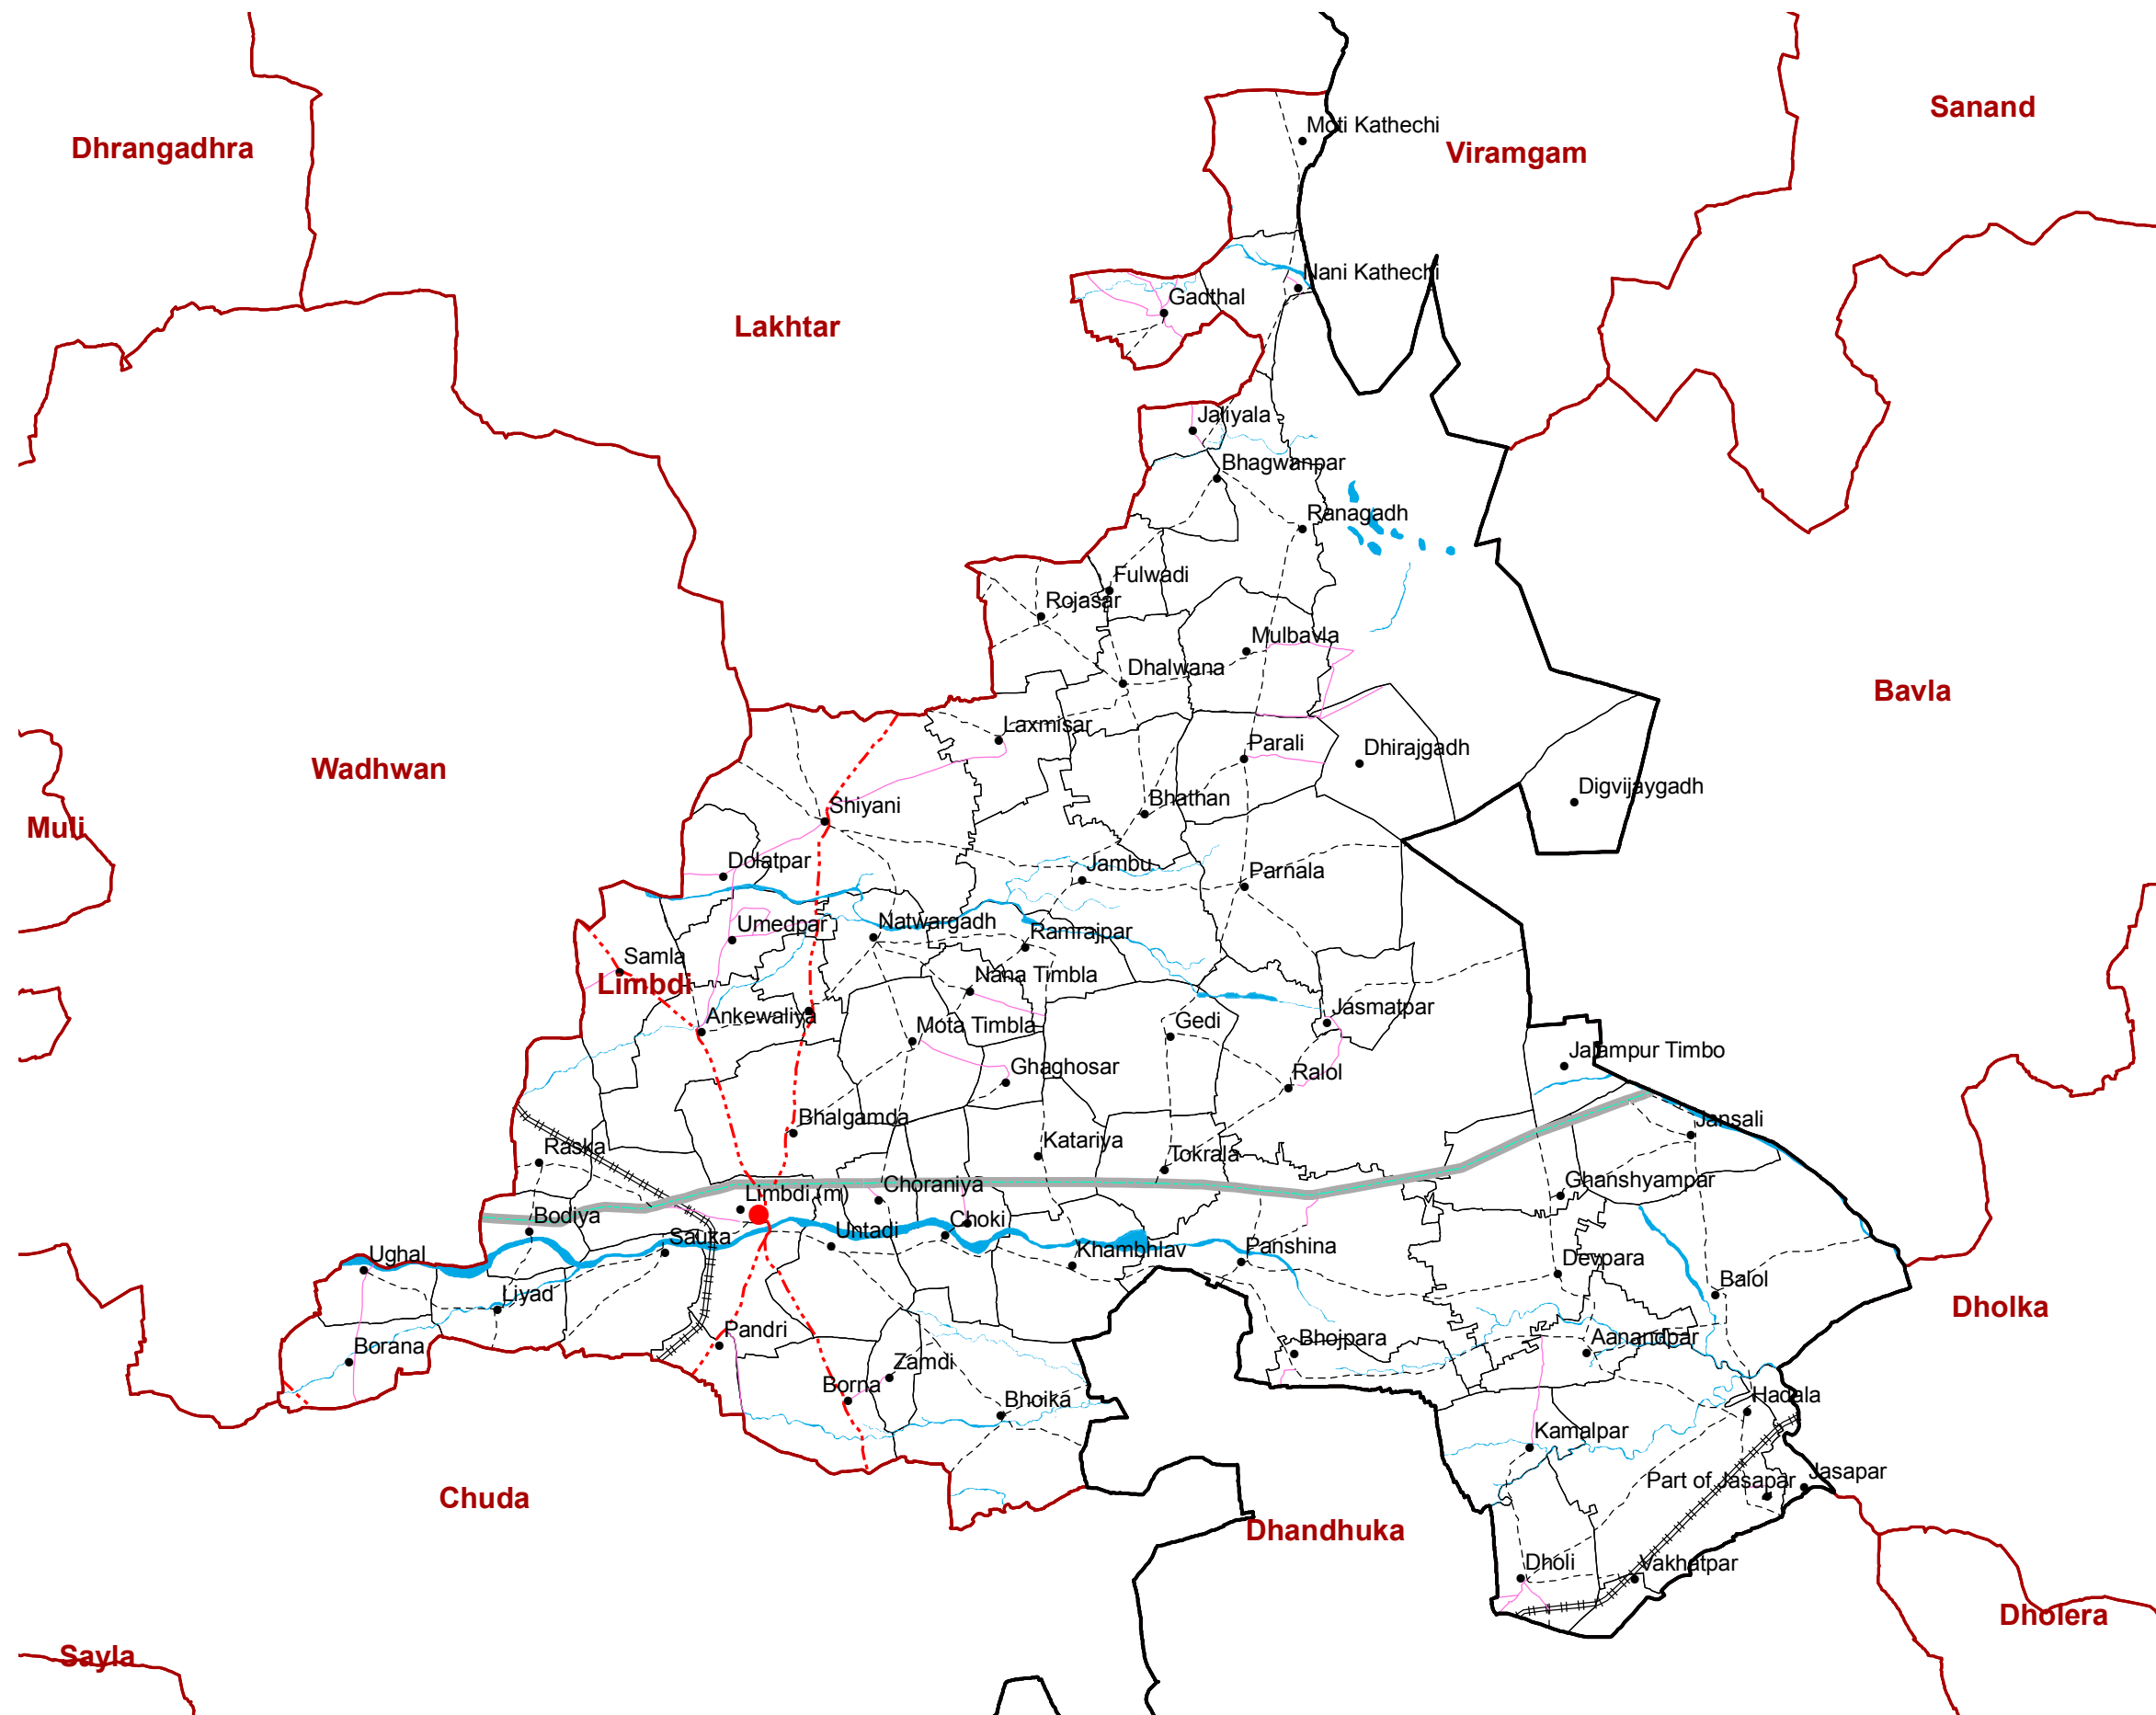 Sanand
Moti Kathechi
Dhrangadhra
Viramgam
Nani Kathechi
Gadthal
Lakhtar
Jaliyala
Bhagwanpar
Ranagadh
Fulwadi
Rojasar
Mulbavla
Dhalwana
Bavla
Laxmisar
Parali
Dhirajgadh
Wadhwan
Digvijaygadh
Bhathan
Shiyani
Muli
Dolatpar
Jambu
Parnala
Natwargadh
Umedpar
Ramrajpar
Samla
Nana Timbla
Limbdi
Jasmatpar
Ankewaliya
Mota Timbla
Gedi
Jalampur Timbo
Ghaghosar
Ralol
Bhalgamda
Jansali
Katariya
Raska
Tokrala
Ghanshyampar
Choraniya
Limbdi (m)
Bodiya
Choki
Untadi
Sauka
Khambhlav
Panshina
Ughal
Devpara
Balol
Liyad
Dholka
Pandri
Bhojpara
Aanandpar
Borana
Zamdi
Borna
Hadala
Bhoika
Kamalpar
Jasapar
Part of Jasapar
Chuda
Dhandhuka
Dholi
Vakhatpar
Dholera
Sayla